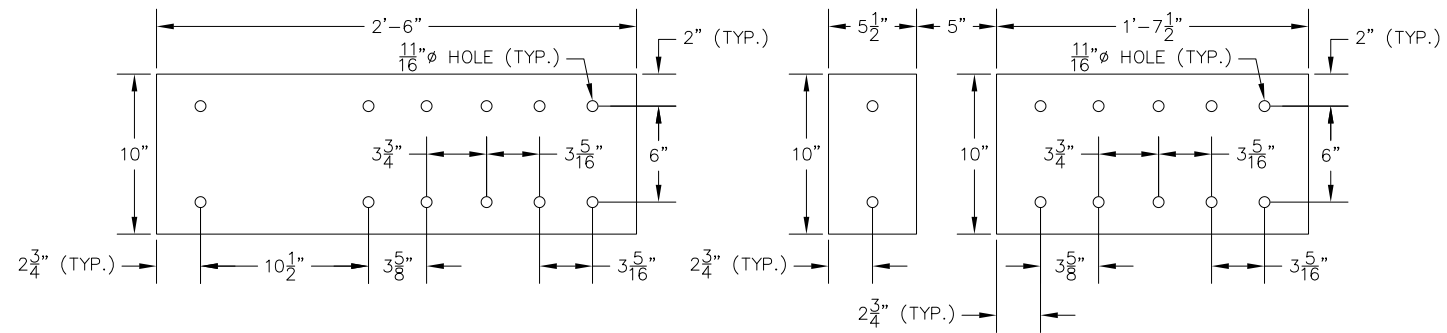 2'-6"
11/16"ø HOLE (TYP.)
2" (TYP.)
10"
3 3/4"
3 5/16"
6"
2 3/4" (TYP.)
10 1/2"
3 5/8"
3 5/16"
5 1/2"
5"
1'-7 1/2"
11/16"ø HOLE (TYP.)
2" (TYP.)
10"
10"
3 3/4"
3 5/16"
6"
2 3/4" (TYP.)
3 5/8"
3 5/16"
2 3/4" (TYP.)